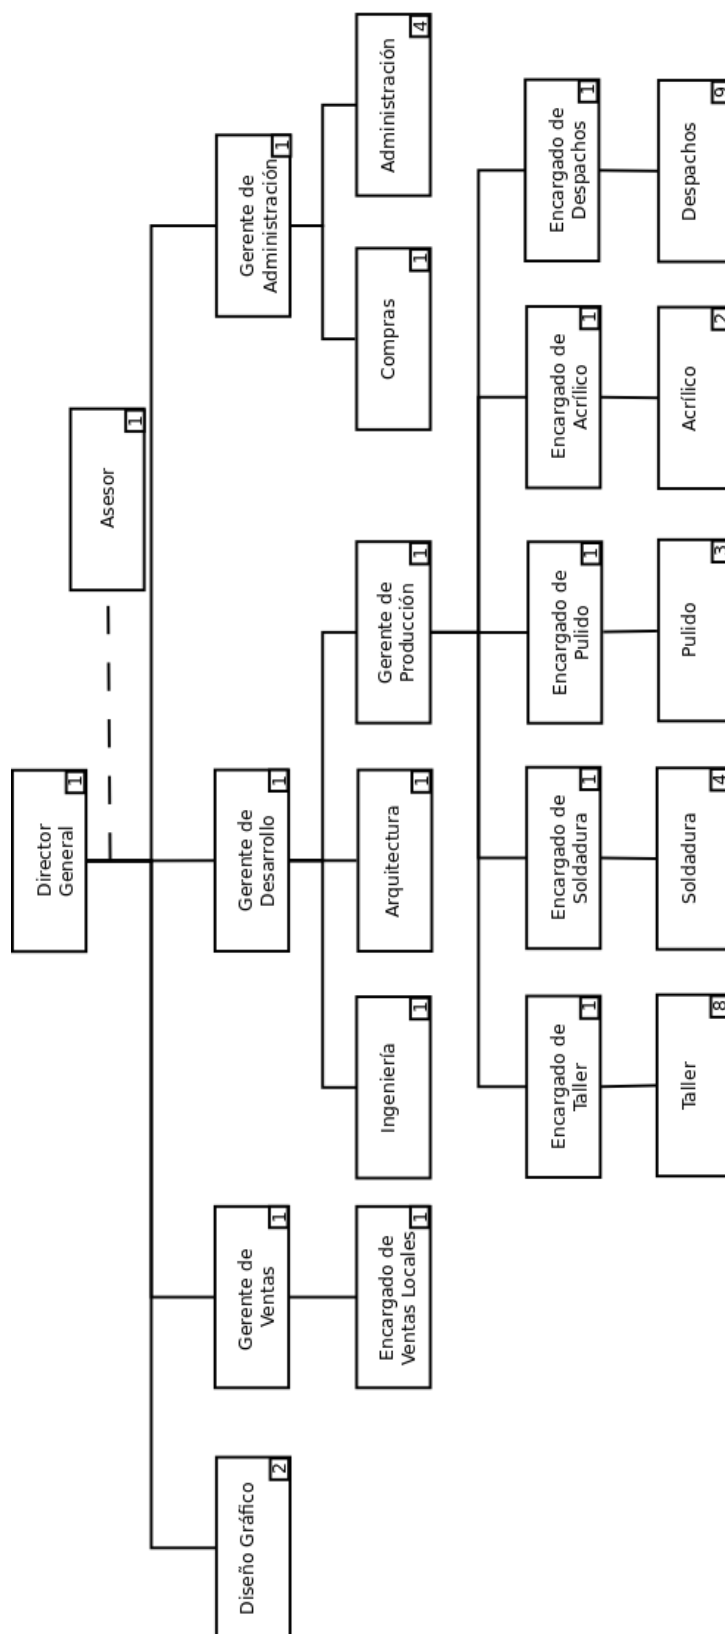 Director
General
1
Asesor
1
Diseño Gráfico
2
Gerente de
Ventas
1
Gerente de
Desarrollo
1
Gerente de
Administración
1
Encargado de
Ventas Locales
1
Ingeniería
1
Arquitectura
1
Gerente de
Producción
1
Compras
1
Administración
4
Encargado de
Taller
1
Encargado de
Soldadura
1
Encargado de
Pulido
1
Encargado de
Acrílico
1
Encargado de
Despachos
1
Taller
8
Soldadura
4
Pulido
3
Acrílico
2
Despachos
9